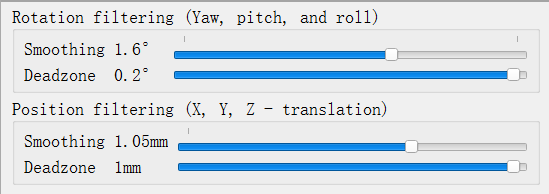 Rotation filtering (Yaw, pitch, and roll)
Smoothing 1.6°
Deadzone 0.2°
Position filtering (X, Y, Z - translation)
Smoothing 1.05mm
Deadzone 1mm